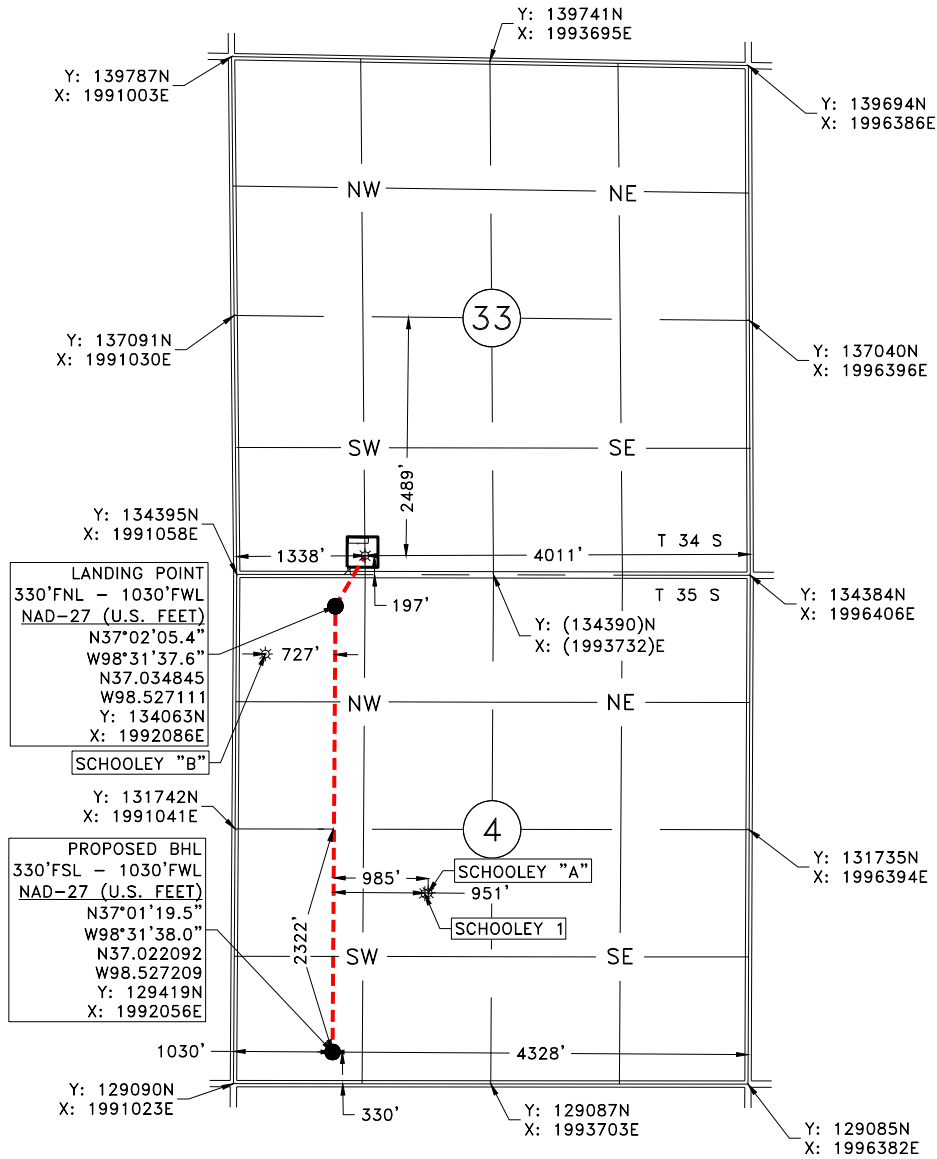 Y: 139741N
X: 1993695E
Y: 139787N
X: 1991003E
Y: 139694N
X: 1996386E
NW
NE
33
Y: 137091N
X: 1991030E
Y: 137040N
X: 1996396E
SW
SE
2489'
Y: 134395N
X: 1991058E
1338'
4011'
T 34 S
T 35 S
197'
Y: 134384N
X: 1996406E
Y: (134390)N
X: (1993732)E
LANDING POINT
330'FNL - 1030'FWL
NAD-27 (U.S. FEET)
N37°02'05.4"
W98°31'37.6"
N37.034845
W98.527111
Y: 134063N
X: 1992086E
727'
SCHOOLEY "B"
NW
NE
Y: 131742N
X: 1991041E
4
Y: 131735N
X: 1996394E
PROPOSED BHL
330'FSL - 1030'FWL
NAD-27 (U.S. FEET)
N37°01'19.5"
W98°31'38.0"
N37.022092
W98.527209
Y: 129419N
X: 1992056E
985'
SCHOOLEY "A"
951'
SCHOOLEY 1
2322'
SW
SE
1030'
4328'
330'
Y: 129090N
X: 1991023E
Y: 129087N
X: 1993703E
Y: 129085N
X: 1996382E